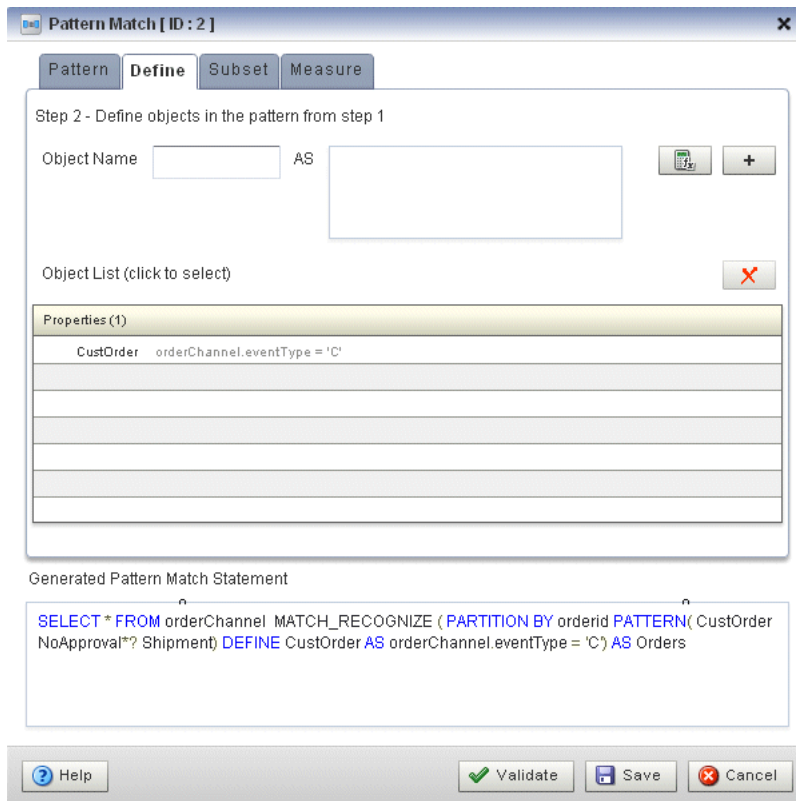 Pattern Match [ ID : 2 ]
Pattern Define Subset Measure
Step 2 - Define objects in the pattern from step 1
Object Name AS +
Object List (click to select)
Properties (1)
CustOrder orderChannel.eventType = 'C'
Generated Pattern Match Statement
SELECT * FROM orderChannel MATCH_RECOGNIZE ( PARTITION BY orderid PATTERN( CustOrder
NoApproval*? Shipment) DEFINE CustOrder AS orderChannel.eventType = 'C') AS Orders
Help Validate Save Cancel